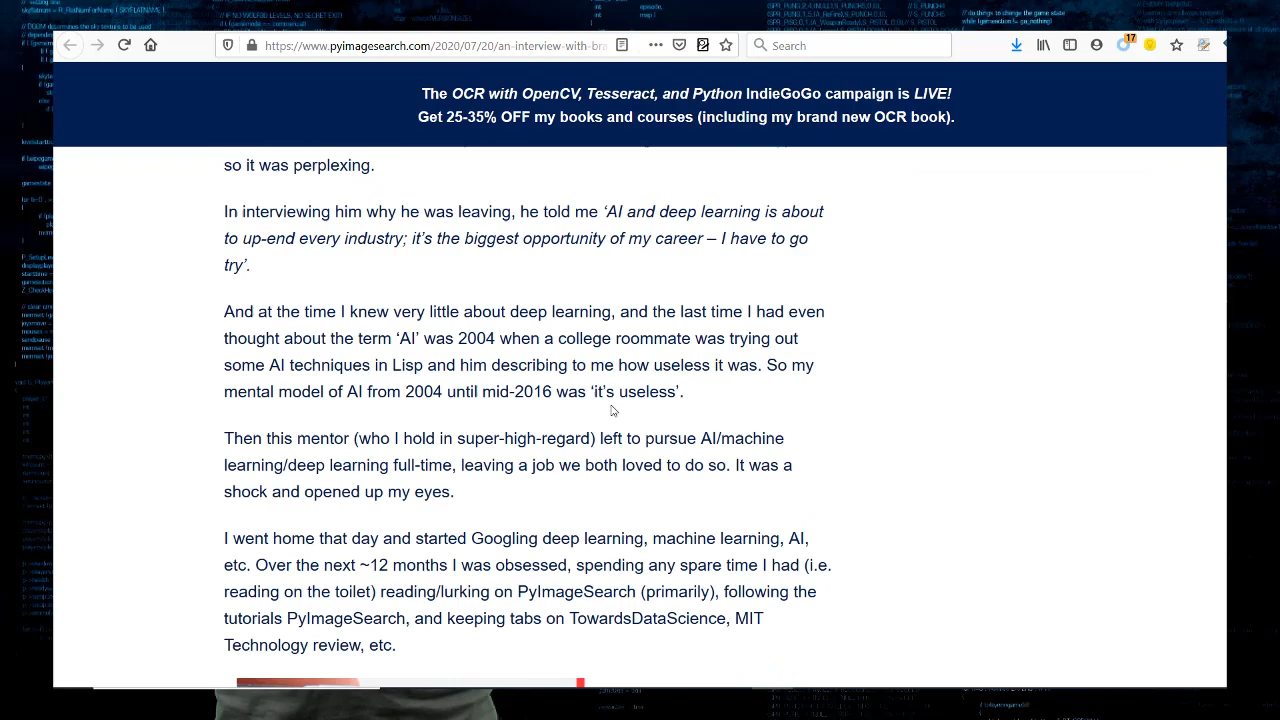 https://www.pyimagesearch.com/2020/07/20/an-interview-with-bra
Search
17
The OCR with OpenCV, Tesseract, and Python IndieGoGo campaign is LIVE!
Get 25-35% OFF my books and courses (including my brand new OCR book).
so it was perplexing.
In interviewing him why he was leaving, he told me ‘AI and deep learning is about
to up-end every industry; it’s the biggest opportunity of my career – I have to go
try’.
And at the time I knew very little about deep learning, and the last time I had even
thought about the term ‘AI’ was 2004 when a college roommate was trying out
some AI techniques in Lisp and him describing to me how useless it was. So my
mental model of AI from 2004 until mid-2016 was ‘it’s useless’.
Then this mentor (who I hold in super-high-regard) left to pursue AI/machine
learning/deep learning full-time, leaving a job we both loved to do so. It was a
shock and opened up my eyes.
I went home that day and started Googling deep learning, machine learning, AI,
etc. Over the next ~12 months I was obsessed, spending any spare time I had (i.e.
reading on the toilet) reading/lurking on PyImageSearch (primarily), following the
tutorials PyImageSearch, and keeping tabs on TowardsDataScience, MIT
Technology review, etc.